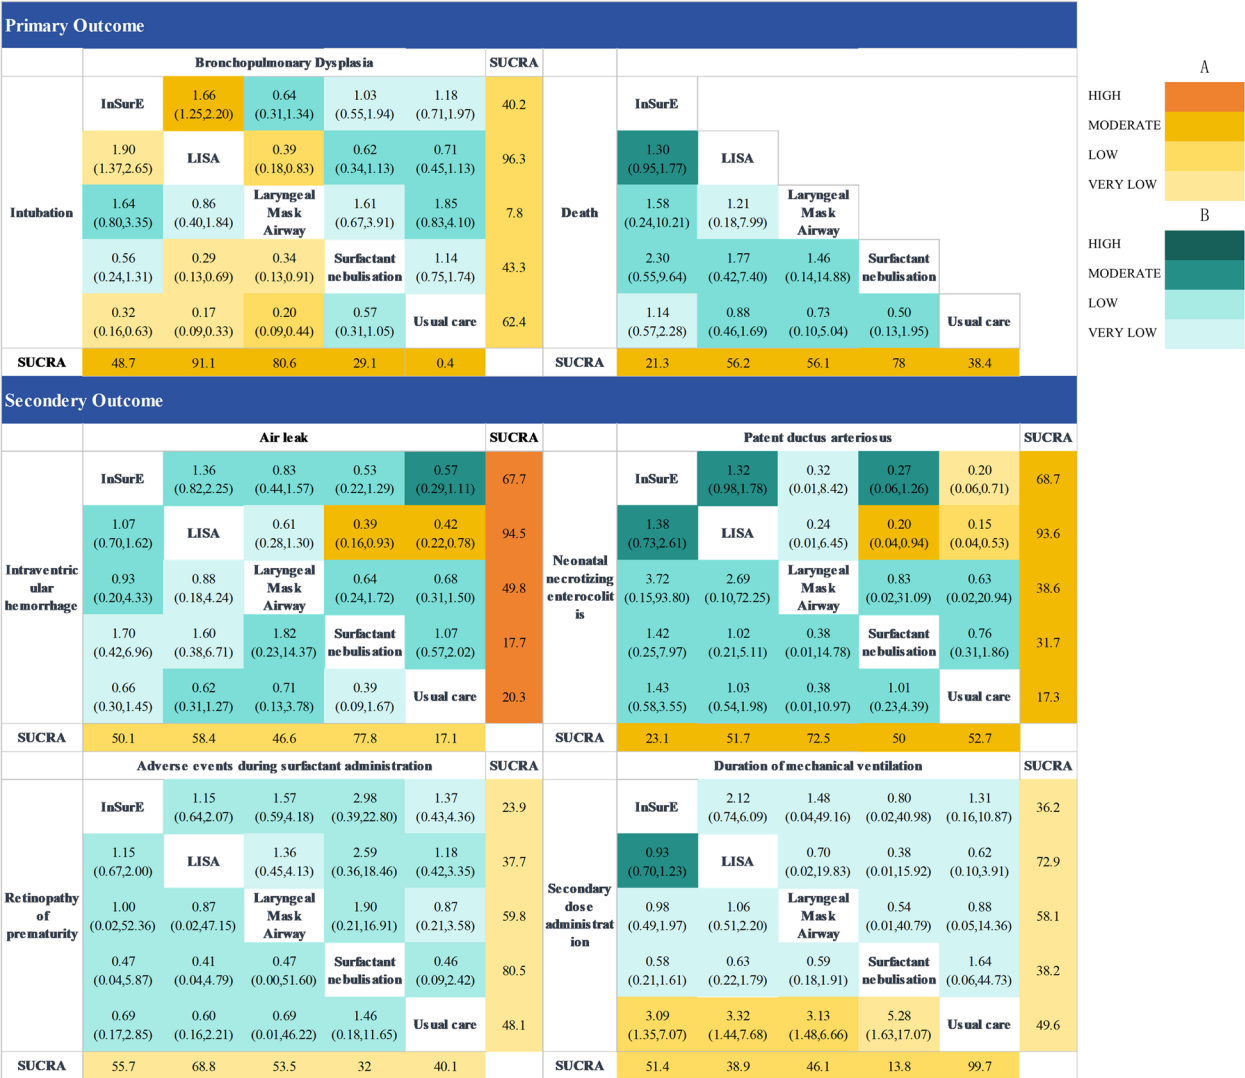 Primary Outcome
Bronchopulmonary Dysplasia SUCRA
InSurE 1.66 0.64 1.03 1.18 40.2
(1.25,2.20) (0.31,1.34) (0.55,1.94) (0.71,1.97)
1.90 LISA 0.39 0.62 0.71 96.3
(1.37,2.65) (0.18,0.83) (0.34,1.13) (0.45,1.13)
Intubation 1.64 0.86 Laryngeal Mask Airway 1.61 1.85 7.8
(0.80,3.35) (0.40,1.84) (0.67,3.91) (0.83,4.10)
0.56 0.29 0.34 Surfactant nebulisation 1.14 43.3
(0.24,1.31) (0.13,0.69) (0.13,0.91) (0.75,1.74)
0.32 0.17 0.20 0.57 Usual care 62.4
(0.16,0.63) (0.09,0.33) (0.09,0.44) (0.31,1.05)
SUCRA 48.7 91.1 80.6 29.1 0.4
InSurE
1.30 LISA
(0.95,1.77)
Death 1.58 1.21 Laryngeal Mask Airway
(0.24,10.21) (0.18,7.99)
2.30 1.77 1.46 Surfactant nebulisation
(0.55,9.64) (0.42,7.40) (0.14,14.88)
1.14 0.88 0.73 0.50 Usual care
(0.57,2.28) (0.46,1.69) (0.10,5.04) (0.13,1.95)
SUCRA 21.3 56.2 56.1 78 38.4
A
HIGH
MODERATE
LOW
VERY LOW
B
HIGH
MODERATE
LOW
VERY LOW
Secondery Outcome
Air leak SUCRA
InSurE 1.36 0.83 0.53 0.57 67.7
(0.82,2.25) (0.44,1.57) (0.22,1.29) (0.29,1.11)
1.07 LISA 0.61 0.39 0.42 94.5
(0.70,1.62) (0.28,1.30) (0.16,0.93) (0.22,0.78)
Intraventric
ular
hemorrhage
0.93 0.88 Laryngeal Mask Airway 0.64 0.68 49.8
(0.20,4.33) (0.18,4.24) (0.24,1.72) (0.31,1.50)
1.70 1.60 1.82 Surfactant nebulisation 1.07 17.7
(0.42,6.96) (0.38,6.71) (0.23,14.37) (0.57,2.02)
0.66 0.62 0.71 0.39 Usual care 20.3
(0.30,1.45) (0.31,1.27) (0.13,3.78) (0.09,1.67)
SUCRA 50.1 58.4 46.6 77.8 17.1
Patent ductus arteriosus SUCRA
InSurE 1.32 0.32 0.27 0.20 68.7
(0.98,1.78) (0.01,8.42) (0.06,1.26) (0.06,0.71)
1.38 LISA 0.24 0.20 0.15 93.6
(0.73,2.61) (0.01,6.45) (0.04,0.94) (0.04,0.53)
Neonatal
necrotizing
enterocolit
is
3.72 2.69 Laryngeal Mask Airway 0.83 0.63 38.6
(0.15,93.80) (0.10,72.25) (0.02,31.09) (0.02,20.94)
1.42 1.02 0.38 Surfactant nebulisation 0.76 31.7
(0.25,7.97) (0.21,5.11) (0.01,14.78) (0.31,1.86)
1.43 1.03 0.38 1.01 Usual care 17.3
(0.58,3.55) (0.54,1.98) (0.01,10.97) (0.23,4.39)
SUCRA 23.1 51.7 72.5 50 52.7
Adverse events during surfactant administration SUCRA
InSurE 1.15 1.57 2.98 1.37 23.9
(0.64,2.07) (0.59,4.18) (0.39,22.80) (0.43,4.36)
1.15 LISA 1.36 2.59 1.18 37.7
(0.67,2.00) (0.45,4.13) (0.36,18.46) (0.42,3.35)
Retinopathy
of
prematurity
1.00 0.87 Laryngeal Mask Airway 1.90 0.87 59.8
(0.02,52.36) (0.02,47.15) (0.21,16.91) (0.21,3.58)
0.47 0.41 0.47 Surfactant nebulisation 0.46 80.5
(0.04,5.87) (0.04,4.79) (0.00,51.60) (0.09,2.42)
0.69 0.60 0.69 1.46 Usual care 48.1
(0.17,2.85) (0.16,2.21) (0.01,46.22) (0.18,11.65)
SUCRA 55.7 68.8 53.5 32 40.1
Duration of mechanical ventilation SUCRA
InSurE 2.12 1.48 0.80 1.31 36.2
(0.74,6.09) (0.04,49.16) (0.02,40.98) (0.16,10.87)
0.93 LISA 0.70 0.38 0.62 72.9
(0.70,1.23) (0.02,19.83) (0.01,15.92) (0.10,3.91)
Secondary
dose
administrat
ion
0.98 1.06 Laryngeal Mask Airway 0.54 0.88 58.1
(0.49,1.97) (0.51,2.20) (0.01,40.79) (0.05,14.36)
0.58 0.63 0.59 Surfactant nebulisation 1.64 38.2
(0.21,1.61) (0.22,1.79) (0.18,1.91) (0.06,44.73)
3.09 3.32 3.13 5.28 Usual care 49.6
(1.35,7.07) (1.44,7.68) (1.48,6.66) (1.63,17.07)
SUCRA 51.4 38.9 46.1 13.8 99.7